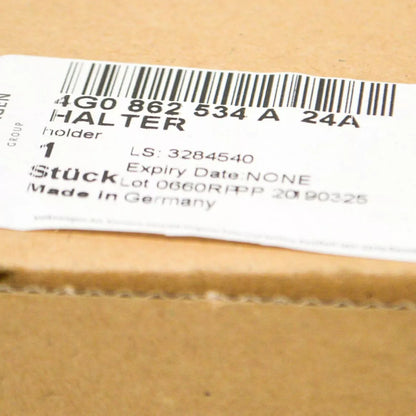 4G0 862 534 A 24A
HALTER
holder
1
LS: 3284540
Expiry Date: NONE
Stück Lot 0660RPPP 20190325
Made in Germany
GROUP